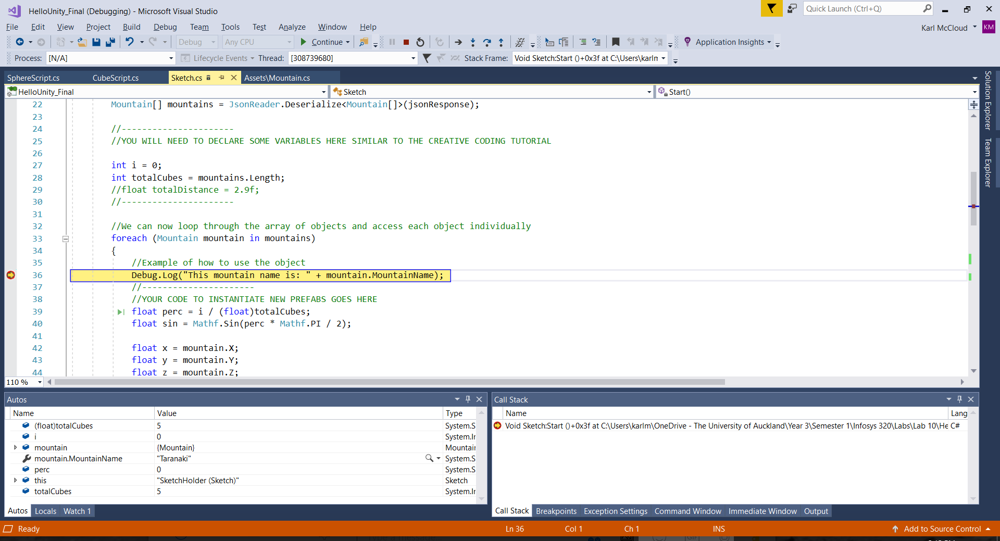 HelloUnity_Final (Debugging) - Microsoft Visual Studio
Quick Launch (Ctrl+Q)
File Edit View Project Build Debug Team Tools Test Analyze Window Help
Karl McCloud KM
Debug Any CPU Continue Application Insights
Process: [N/A] Lifecycle Events Thread: [308739680] Stack Frame: Void Sketch:Start ()+0x3f at C:\Users\karlm
SphereScript.cs CubeScript.cs Sketch.cs Assets\Mountain.cs
HelloUnity_Final Sketch Start()
22 Mountain[] mountains = JsonReader.Deserialize<Mountain[]>(jsonResponse);
23
24 //----------------------
25 //YOU WILL NEED TO DECLARE SOME VARIABLES HERE SIMILAR TO THE CREATIVE CODING TUTORIAL
26
27 int i = 0;
28 int totalCubes = mountains.Length;
29 //float totalDistance = 2.9f;
30 //----------------------
31
32 //We can now loop through the array of objects and access each object individually
33 foreach (Mountain mountain in mountains)
34 {
35 //Example of how to use the object
36 Debug.Log("This mountain name is: " + mountain.MountainName);
37 //----------------------
38 //YOUR CODE TO INSTANTIATE NEW PREFABS GOES HERE
39 float perc = i / (float)totalCubes;
40 float sin = Mathf.Sin(perc * Mathf.PI / 2);
41
42 float x = mountain.X;
43 float y = mountain.Y;
44 float z = mountain.Z;
110 %
Solution Explorer
Team Explorer
Autos
Name Value Type
(float)totalCubes 5 System.S
i 0 System.Ir
mountain {Mountain} Mountair
mountain.MountainName "Taranaki" System.S
perc 0 System.S
this "SketchHolder (Sketch)" Sketch
totalCubes 5 System.Ir
Autos Locals Watch 1
Call Stack
Name Lang
Void Sketch:Start ()+0x3f at C:\Users\karlm\OneDrive - The University of Auckland\Year 3\Semester 1\Infosys 320\Labs\Lab 10\He C#
Call Stack Breakpoints Exception Settings Command Window Immediate Window Output
Ready Ln 36 Col 1 Ch 1 INS Add to Source Control